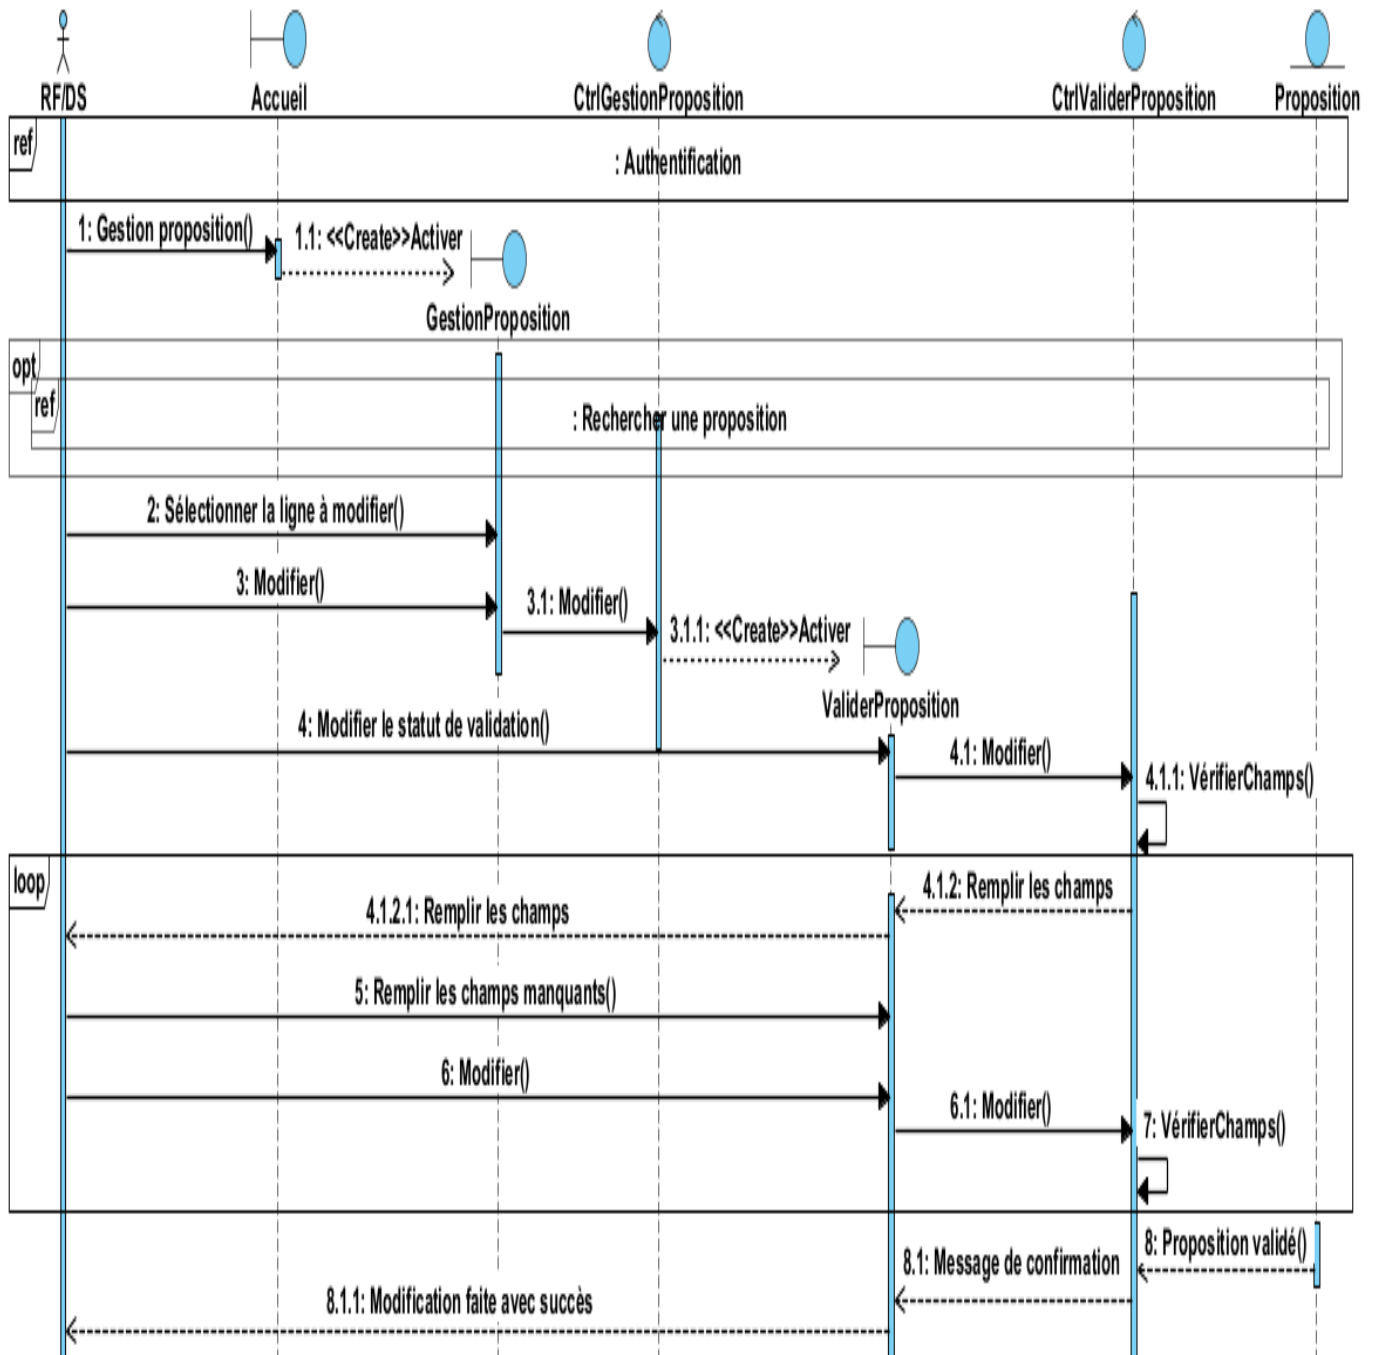 RF/DS
Accueil
CtrlGestionProposition
CtrlValiderProposition
Proposition
ref
: Authentification
1: Gestion proposition()
1.1: <<Create>>Activer
GestionProposition
opt
ref
: Rechercher une proposition
2: Sélectionner la ligne à modifier()
3: Modifier()
3.1: Modifier()
3.1.1: <<Create>>Activer
ValiderProposition
4: Modifier le statut de validation()
4.1: Modifier()
4.1.1: VérifierChamps()
loop
4.1.2: Remplir les champs
4.1.2.1: Remplir les champs
5: Remplir les champs manquants()
6: Modifier()
6.1: Modifier()
7: VérifierChamps()
8: Proposition validé()
8.1: Message de confirmation
8.1.1: Modification faite avec succès